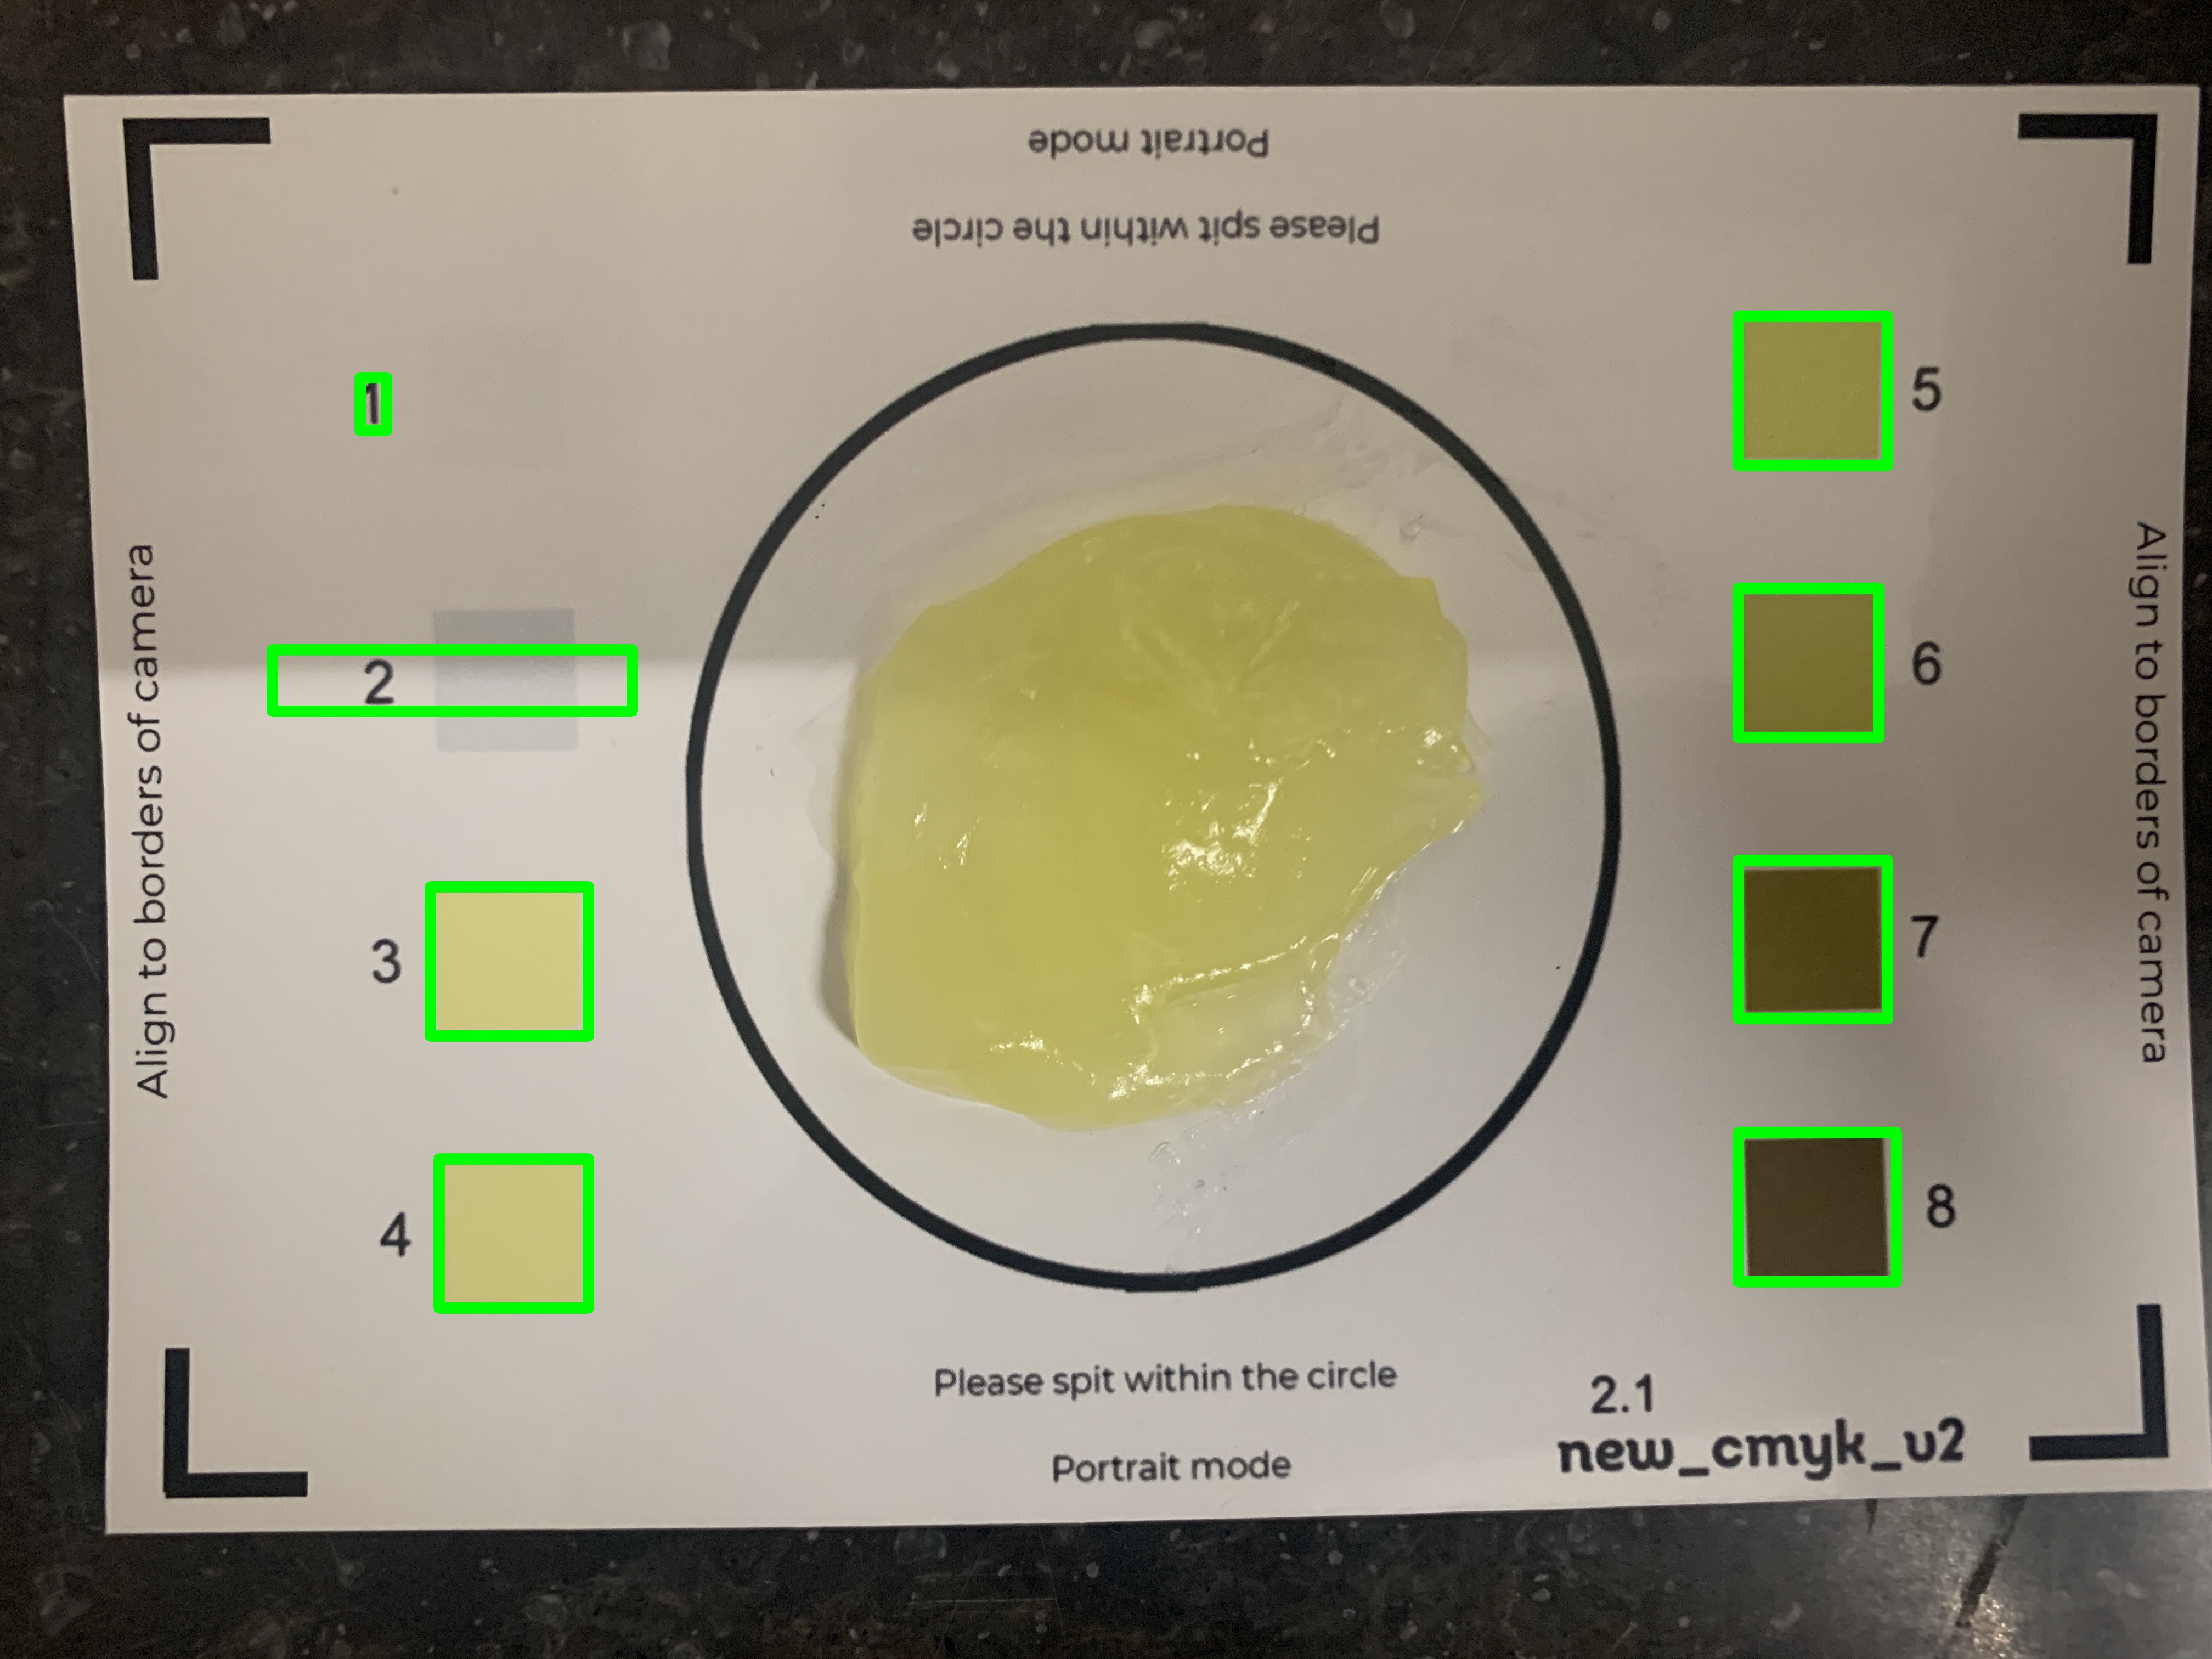 Portrait mode
Please spit within the circle
Align to borders of camera
1
2
3
4
5
6
7
8
Align to borders of camera
Please spit within the circle
Portrait mode
2.1
new_cmyk_v2